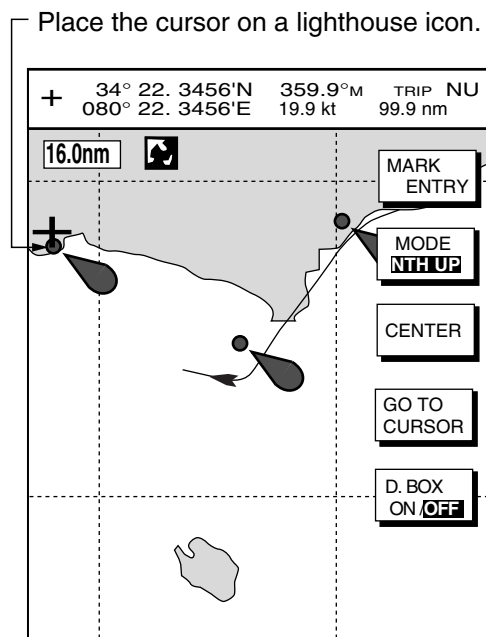 Place the cursor on a lighthouse icon.
+ 34° 22. 3456'N 359.9°M TRIP NU
080° 22. 3456'E 19.9 kt 99.9 nm
16.0nm
MARK
ENTRY
MODE
NTH UP
CENTER
GO TO
CURSOR
D. BOX
ON /OFF